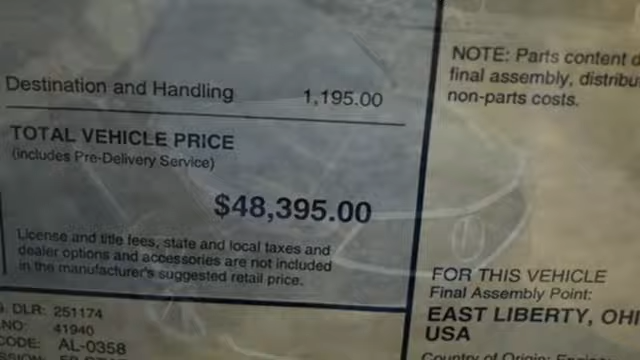 Destination and Handling 1,195.00
TOTAL VEHICLE PRICE
(includes Pre-Delivery Service)
$48,395.00
License and title fees, state and local taxes and
dealer options and accessories are not included
in the manufacturer's suggested retail price.
DLR: 251174
NO: 41940
CODE: AL-0358
NOTE: Parts content
final assembly, distribu
non-parts costs.
FOR THIS VEHICLE
Final Assembly Point:
EAST LIBERTY, OHI
USA
Country of Origin: